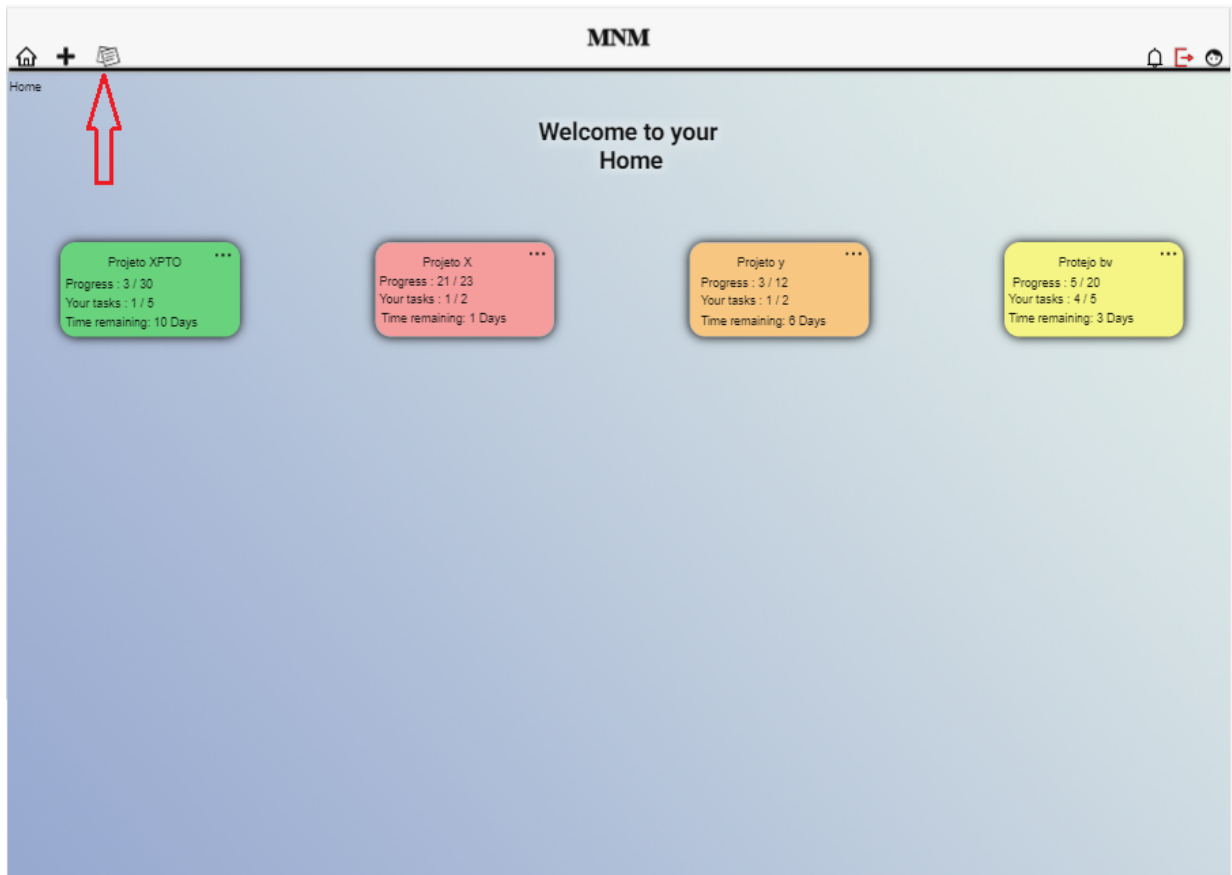 MNM
Home
Welcome to your
Home
Projeto XPTO
Progress : 3 / 30
Your tasks : 1 / 5
Time remaining: 10 Days
Projeto X
Progress : 21 / 23
Your tasks : 1 / 2
Time remaining: 1 Days
Projeto y
Progress : 3 / 12
Your tasks : 1 / 2
Time remaining: 6 Days
Protejo bv
Progress : 5 / 20
Your tasks : 4 / 5
Time remaining: 3 Days